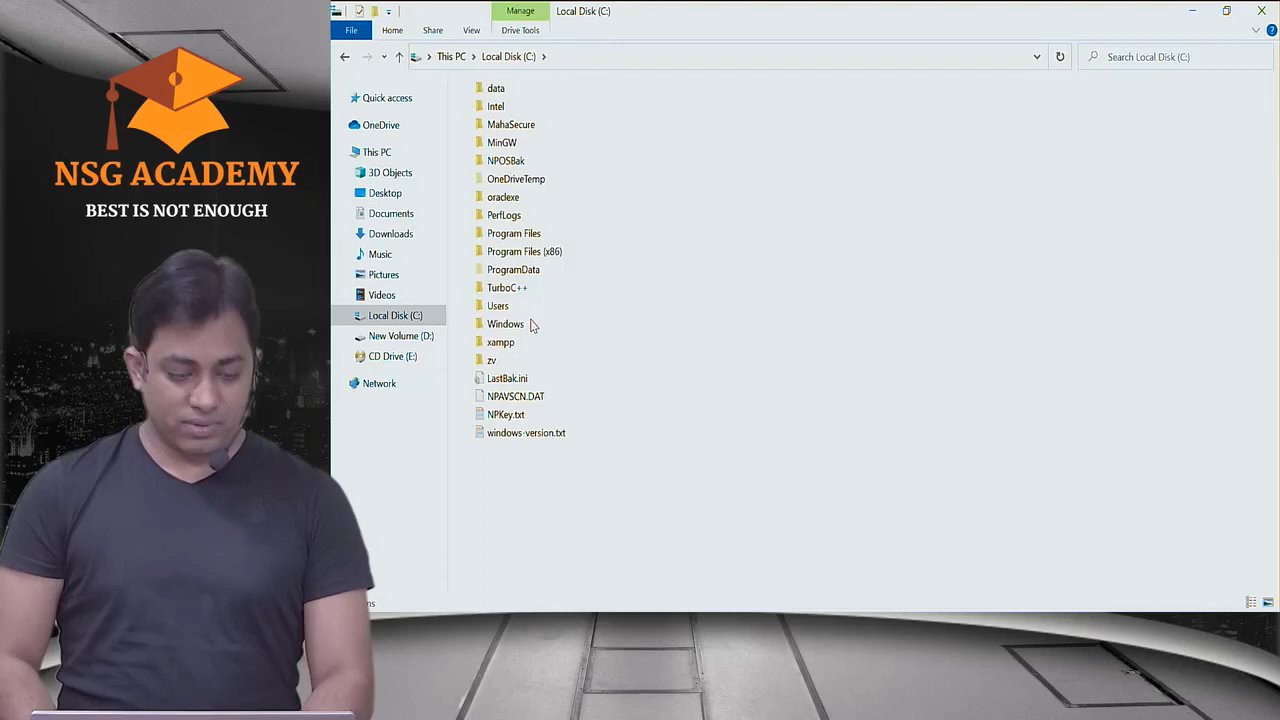 NSG ACADEMY
BEST IS NOT ENOUGH
Manage
Local Disk (C:)
File
Home
Share
View
Drive Tools
This PC
Local Disk (C:)
Search Local Disk (C:)
Quick access
OneDrive
This PC
3D Objects
Desktop
Documents
Downloads
Music
Pictures
Videos
Local Disk (C:)
New Volume (D:)
CD Drive (E:)
Network
data
Intel
MahaSecure
MinGW
NPOSBak
OneDriveTemp
oraclexe
PerfLogs
Program Files
Program Files (x86)
ProgramData
TurboC++
Users
Windows
xampp
zv
LastBak.ini
NPAVSCN.DAT
NPKey.txt
windows-version.txt
ms